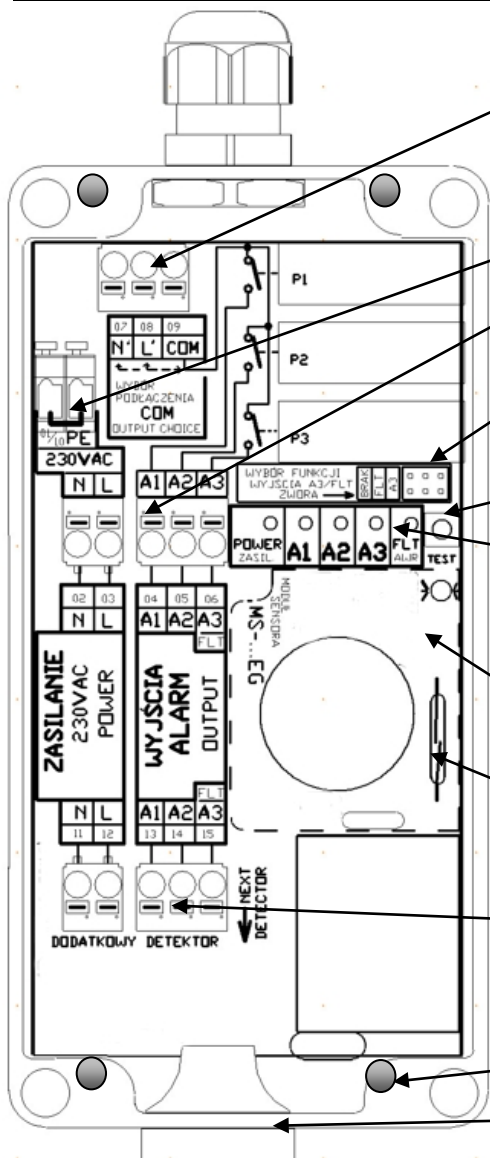 P1
07 08 09
N' L' COM
WYBÓR
PODŁĄCZENIA
COM
OUTPUT CHOICE
P2
P3
01/10 PE
230VAC
N L
A1 A2 A3
WYBÓR FUNKCJI
WYJŚCIA A3/FLT
ZWORA
BRAK
FLT
A3
POWER
ZASIL.
A1 A2 A3
FLT
AWR
TEST
MODUŁ
SENSORA
MS-...EG
02 03
N L
04 05 06
A1 A2 A3
FLT
ZASILANIE
230VAC
POWER
WYJŚCIA
ALARM
OUTPUT
FLT
N L
A1 A2 A3
11 12
13 14 15
NEXT
DETECTOR
DODATKOWY DETEKTOR